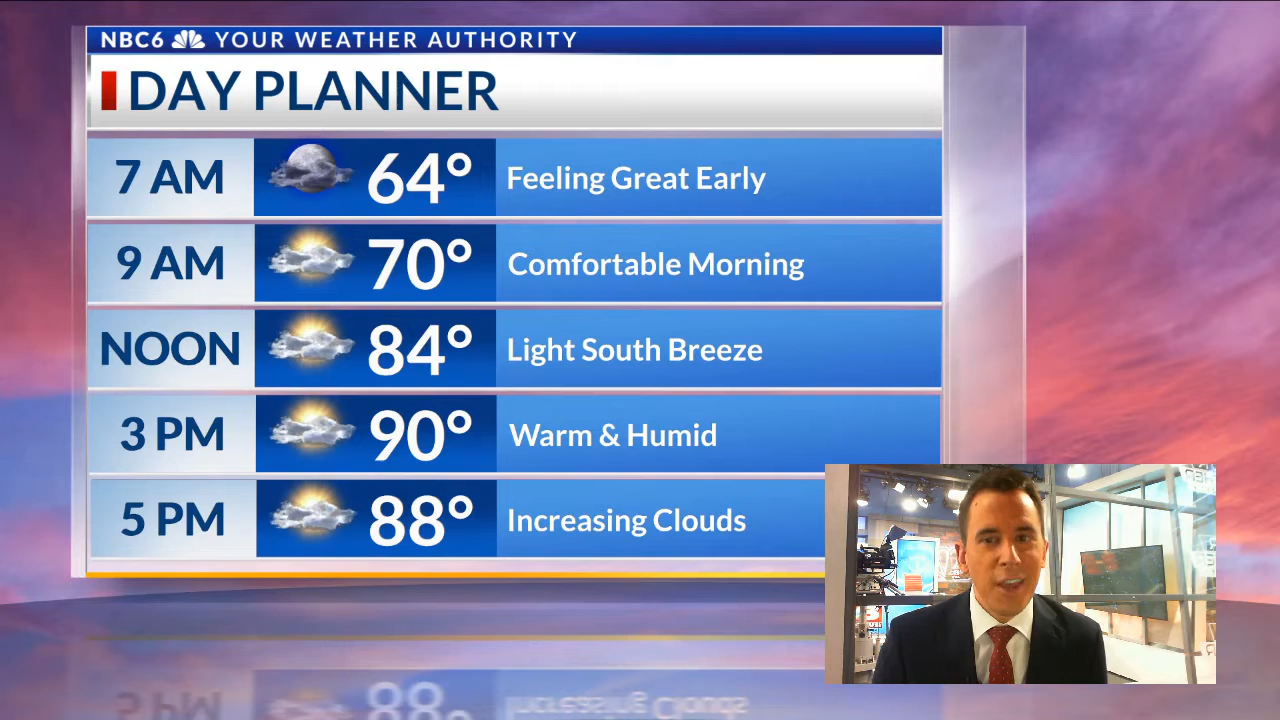 NBC6 YOUR WEATHER AUTHORITY
DAY PLANNER
7 AM 64° Feeling Great Early
9 AM 70° Comfortable Morning
NOON 84° Light South Breeze
3 PM 90° Warm & Humid
5 PM 88° Increasing Clouds